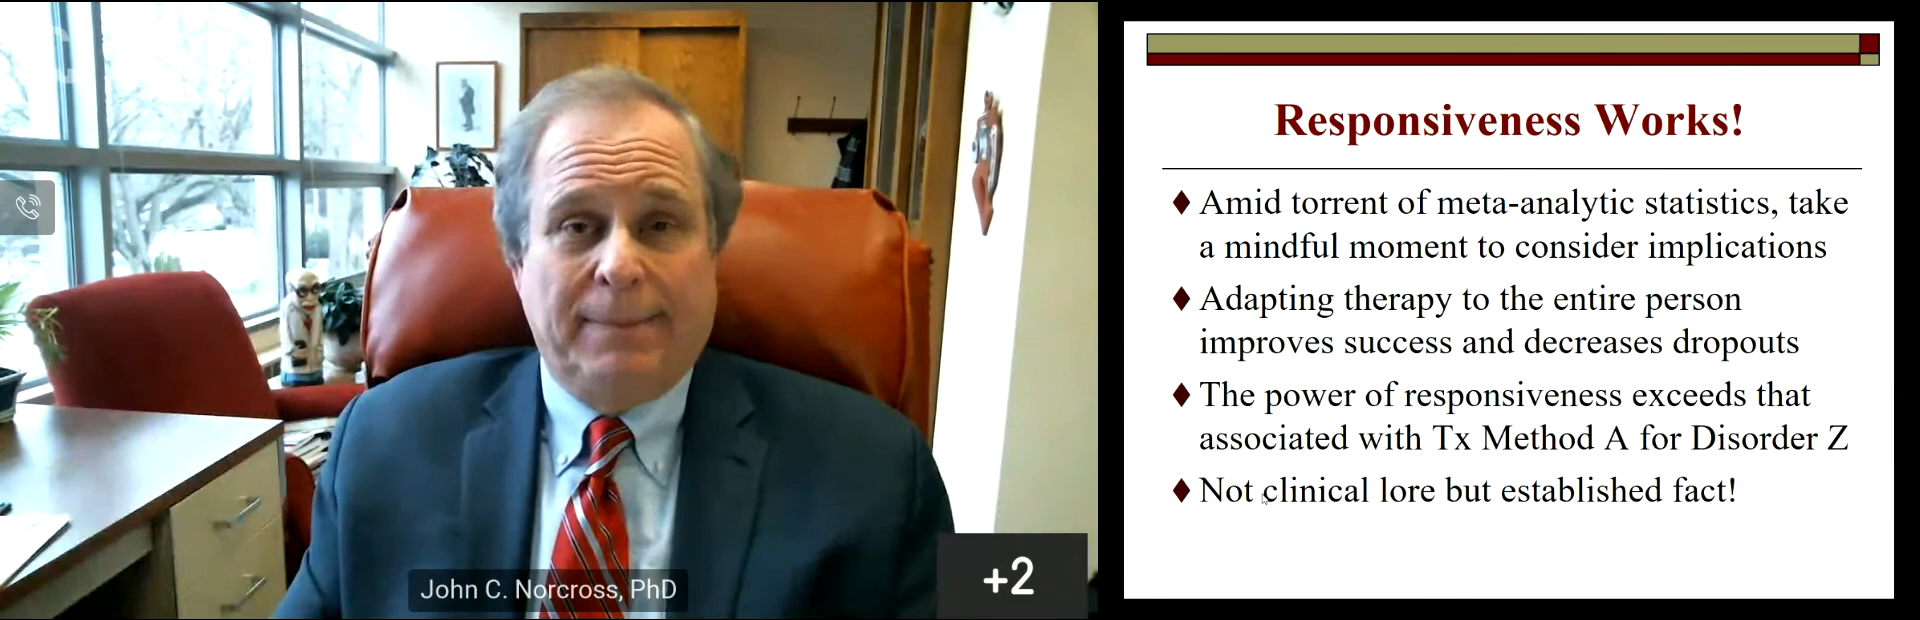 John C. Norcross, PhD
+2
Responsiveness Works!
Amid torrent of meta-analytic statistics, take
a mindful moment to consider implications
Adapting therapy to the entire person
improves success and decreases dropouts
The power of responsiveness exceeds that
associated with Tx Method A for Disorder Z
Not clinical lore but established fact!